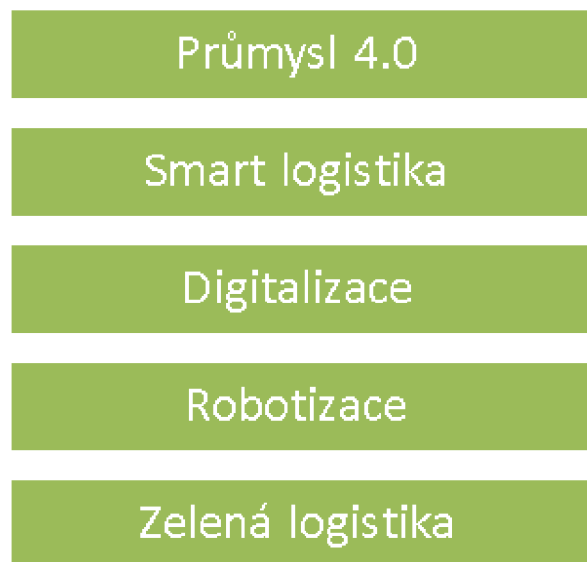 Průmysl 4.0
Smart logistika
Digitalizace
Robotizace
Zelená logistika